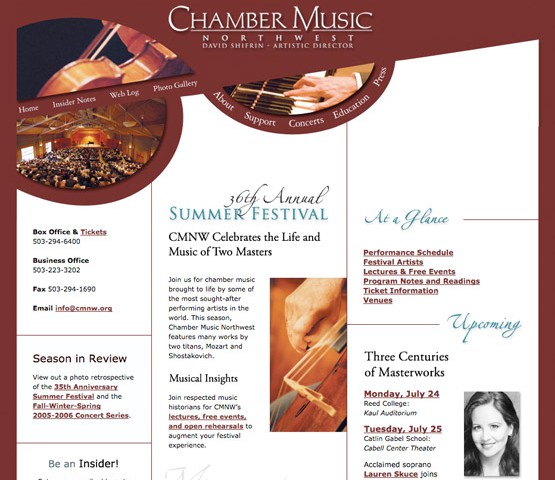 CHAMBER MUSIC
NORTHWEST
DAVID SHIFRIN - ARTISTIC DIRECTOR
Home
Insider Notes
Web Log
Photo Gallery
About
Support
Concerts
Education
Press
Box Office & Tickets
503-294-6400
Business Office
503-223-3202
Fax 503-294-1690
Email info@cmnw.org
Season in Review
View out a photo retrospective
of the 35th Anniversary
Summer Festival and the
Fall-Winter-Spring
2005-2006 Concert Series.
Be an Insider!
36th Annual
SUMMER FESTIVAL
CMNW Celebrates the Life and
Music of Two Masters
Join us for chamber music
brought to life by some of
the most sought-after
performing artists in the
world. This season,
Chamber Music Northwest
features many works by
two titans, Mozart and
Shostakovich.
Musical Insights
Join respected music
historians for CMNW's
lectures, free events,
and open rehearsals to
augment your festival
experience.
At a Glance
Performance Schedule
Festival Artists
Lectures & Free Events
Program Notes and Readings
Ticket Information
Venues
Upcoming
Three Centuries
of Masterworks
Monday, July 24
Reed College:
Kaul Auditorium
Tuesday, July 25
Catlin Gabel School:
Cabell Center Theater
Acclaimed soprano
Lauren Skuce joins